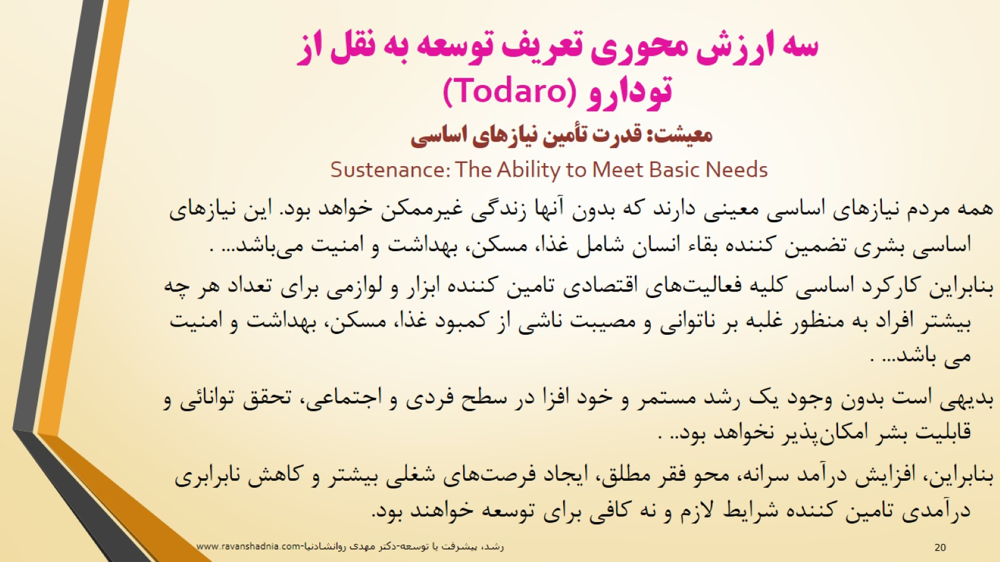 سه ارزش محوری تعریف توسعه به نقل از
تودارو (Todaro)
معیشت: قدرت تأمین نیازهای اساسی
Sustenance: The Ability to Meet Basic Needs
همه مردم نیازهای اساسی معینی دارند که بدون آنها زندگی غیرممکن خواهد بود. این نیازهای
اساسی بشری تضمین کننده بقاء انسان شامل غذا، مسکن، بهداشت و امنیت می‌باشد... .
بنابراین کارکرد اساسی کلیه فعالیت‌های اقتصادی تامین کننده ابزار و لوازمی برای تعداد هر چه
بیشتر افراد به منظور غلبه بر ناتوانی و مصیبت ناشی از کمبود غذا، مسکن، بهداشت و امنیت
می باشد... .
بدیهی است بدون وجود یک رشد مستمر و خود افزا در سطح فردی و اجتماعی، تحقق توانائی و
قابلیت بشر امکان‌پذیر نخواهد بود.. .
بنابراین، افزایش درآمد سرانه، محو فقر مطلق، ایجاد فرصت‌های شغلی بیشتر و کاهش نابرابری
درآمدی تامین کننده شرایط لازم و نه کافی برای توسعه خواهند بود.
رشد، پیشرفت یا توسعه-دکتر مهدی روانشادنیا-www.ravanshadnia.com
20